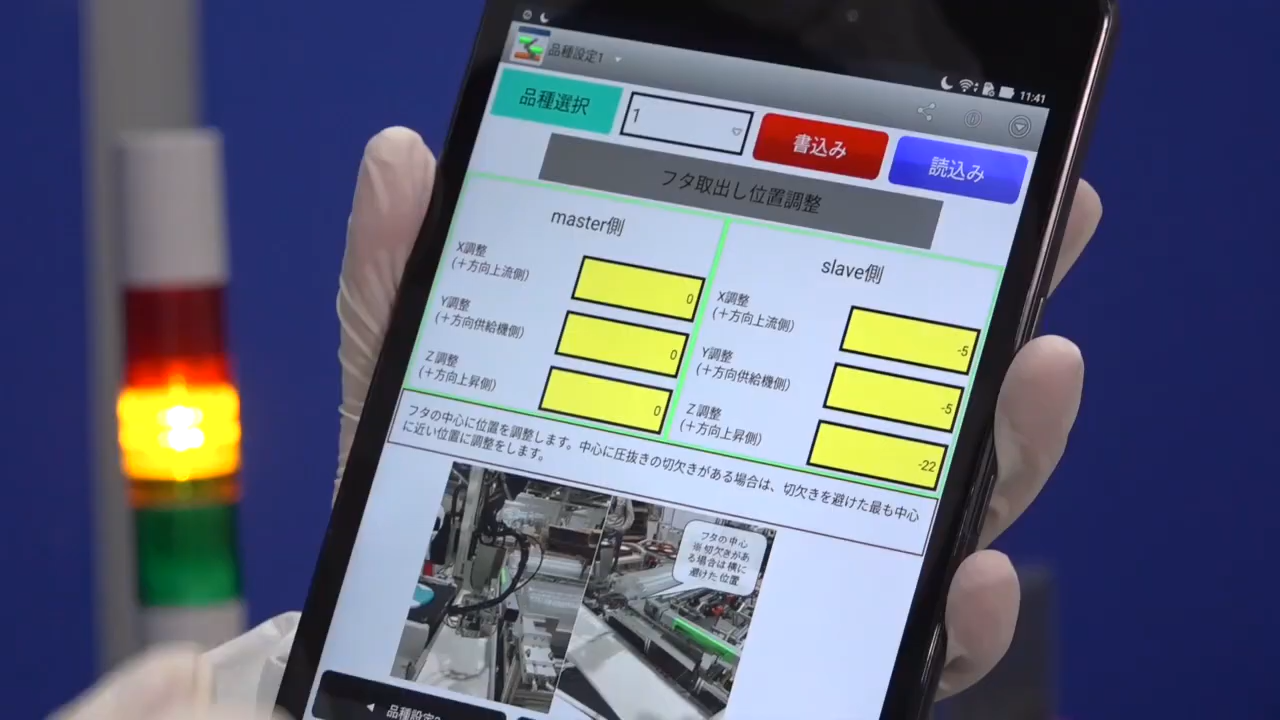 11:41
品種設定1
品種選択
1
書込み
読込み
フタ取出し位置調整
master側
X調整
(＋方向上流側)
0
Y調整
(＋方向供給機側)
0
Z調整
(＋方向上昇側)
0
slave側
X調整
(＋方向上流側)
-5
Y調整
(＋方向供給機側)
-5
Z調整
(＋方向上昇側)
-22
フタの中心に位置を調整します。中心に圧抜きの切欠きがある場合は、切欠きを避けた最も中心
に近い位置に調整をします。
フタの中心
※切欠きがあ
る場合は横に
避けた位置
◀ 品種設定